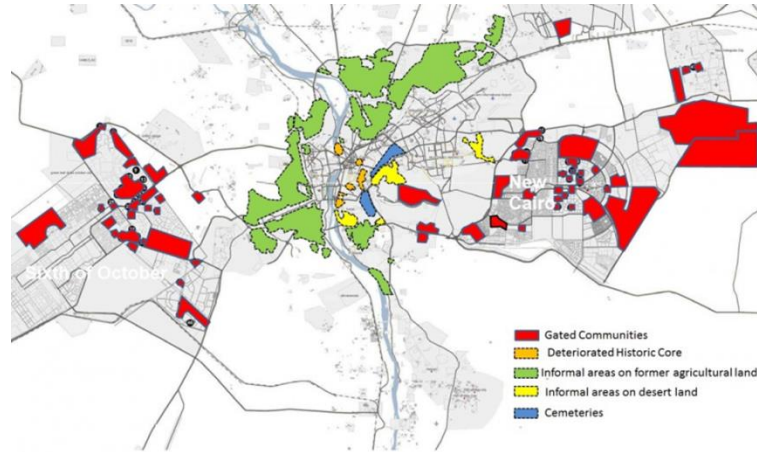 New
Cairo
Sixth of October
Gated Communities
Deteriorated Historic Core
Informal areas on former agricultural land
Informal areas on desert land
Cemeteries